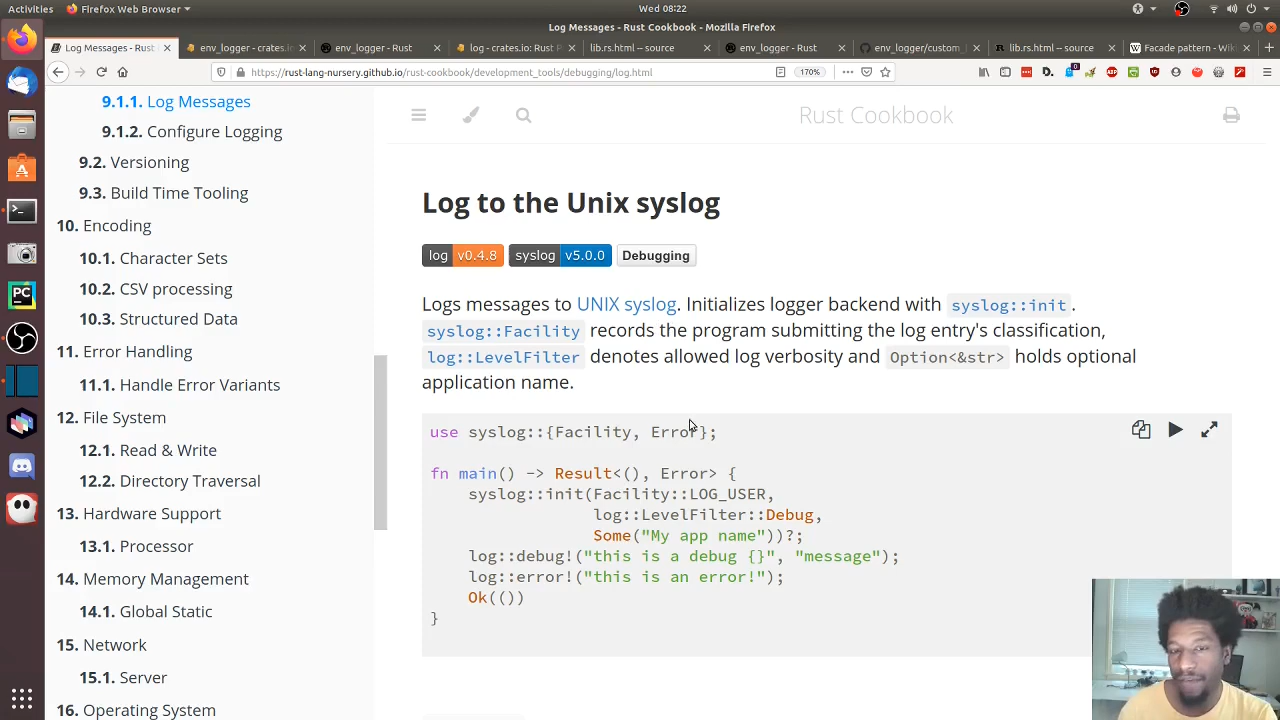 Activities
Firefox Web Browser
Wed 08:22
Log Messages - Rust Cookbook - Mozilla Firefox
Log Messages - Rust
env_logger - crates.io
env_logger - Rust
log - crates.io: Rust P
lib.rs.html -- source
env_logger - Rust
env_logger/custom_
lib.rs.html -- source
Facade pattern - Wik
https://rust-lang-nursery.github.io/rust-cookbook/development_tools/debugging/log.html
170%
9.1.1. Log Messages
9.1.2. Configure Logging
9.2. Versioning
9.3. Build Time Tooling
10. Encoding
10.1. Character Sets
10.2. CSV processing
10.3. Structured Data
11. Error Handling
11.1. Handle Error Variants
12. File System
12.1. Read & Write
12.2. Directory Traversal
13. Hardware Support
13.1. Processor
14. Memory Management
14.1. Global Static
15. Network
15.1. Server
16. Operating System
Rust Cookbook
Log to the Unix syslog
log v0.4.8 syslog v5.0.0 Debugging
Logs messages to UNIX syslog. Initializes logger backend with syslog::init.
syslog::Facility records the program submitting the log entry's classification,
log::LevelFilter denotes allowed log verbosity and Option<&str> holds optional
application name.
use syslog::{Facility, Error};
fn main() -> Result<(), Error> {
syslog::init(Facility::LOG_USER,
log::LevelFilter::Debug,
Some("My app name"))?;
log::debug!("this is a debug {}", "message");
log::error!("this is an error!");
Ok(())
}